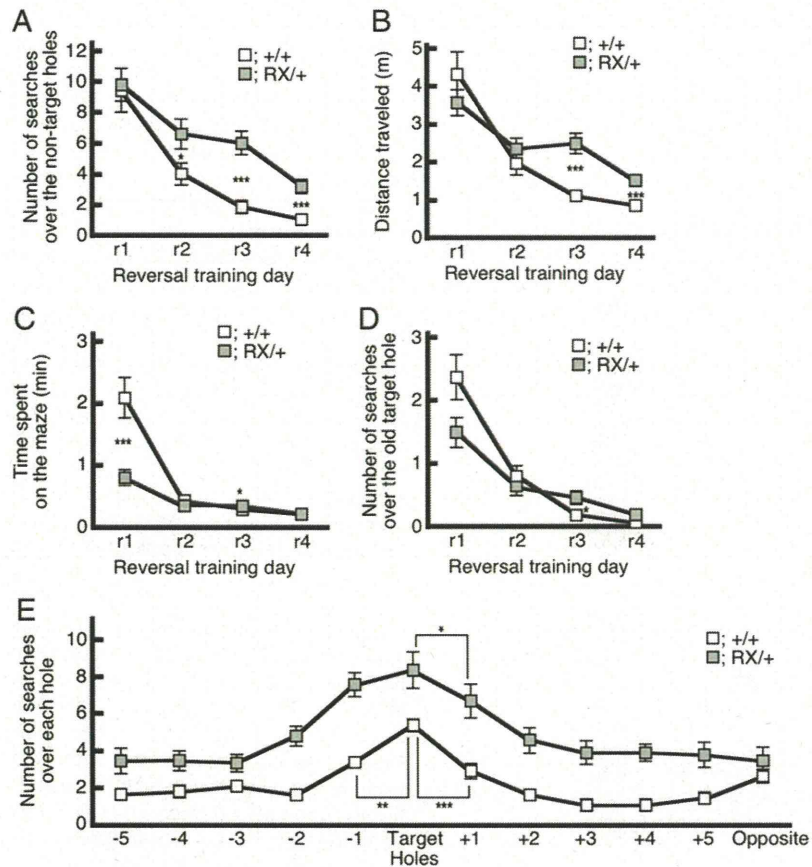 A
Number of searches
over the non-target holes
12
10
8
6
4
2
0
; +/+
; RX/+
*
***
***
r1 r2 r3 r4
Reversal training day
B
Distance traveled (m)
5
4
3
2
1
0
; +/+
; RX/+
***
***
r1 r2 r3 r4
Reversal training day
C
Time spent
on the maze (min)
3
2
1
0
; +/+
; RX/+
***
*
r1 r2 r3 r4
Reversal training day
D
Number of searches
over the old target hole
3
2
1
0
; +/+
; RX/+
*
r1 r2 r3 r4
Reversal training day
E
Number of searches
over each hole
10
8
6
4
2
0
; +/+
; RX/+
*
** ***
-5 -4 -3 -2 -1 Target +1 +2 +3 +4 +5 Opposite
Holes